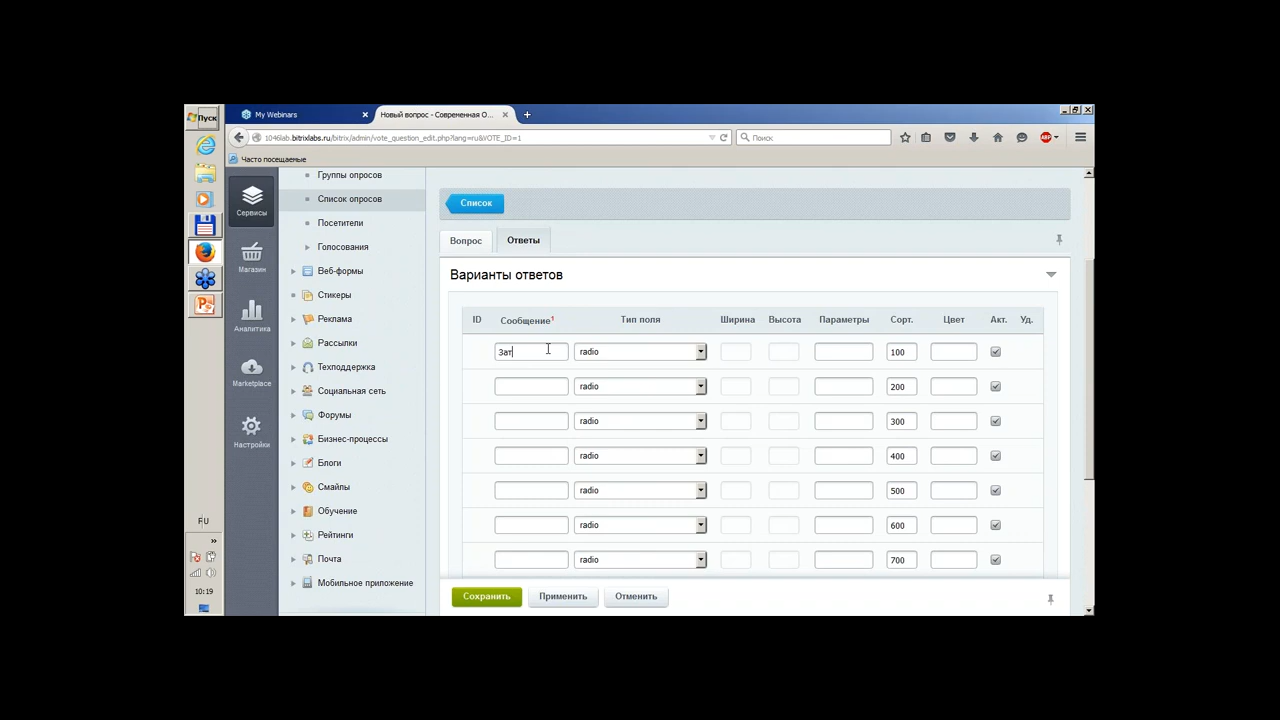 Пуск
My Webinars
Новый вопрос - Современная О...
1046lab.bitrixlabs.ru/bitrix/admin/vote_question_edit.php?lang=ru&VOTE_ID=1
Поиск
ABP
Часто посещаемые
Сервисы
Магазин
Аналитика
Marketplace
Настройки
Группы опросов
Список опросов
Посетители
Голосования
Веб-формы
Стикеры
Реклама
Рассылки
Техподдержка
Социальная сеть
Форумы
Бизнес-процессы
Блоги
Смайлы
Обучение
Рейтинги
Почта
Мобильное приложение
Список
Вопрос Ответы
Варианты ответов
ID Сообщение¹ Тип поля Ширина Высота Параметры Сорт. Цвет Акт. Уд.
Зат radio 100
radio 200
radio 300
radio 400
radio 500
radio 600
radio 700
Сохранить Применить Отменить
RU
10:19